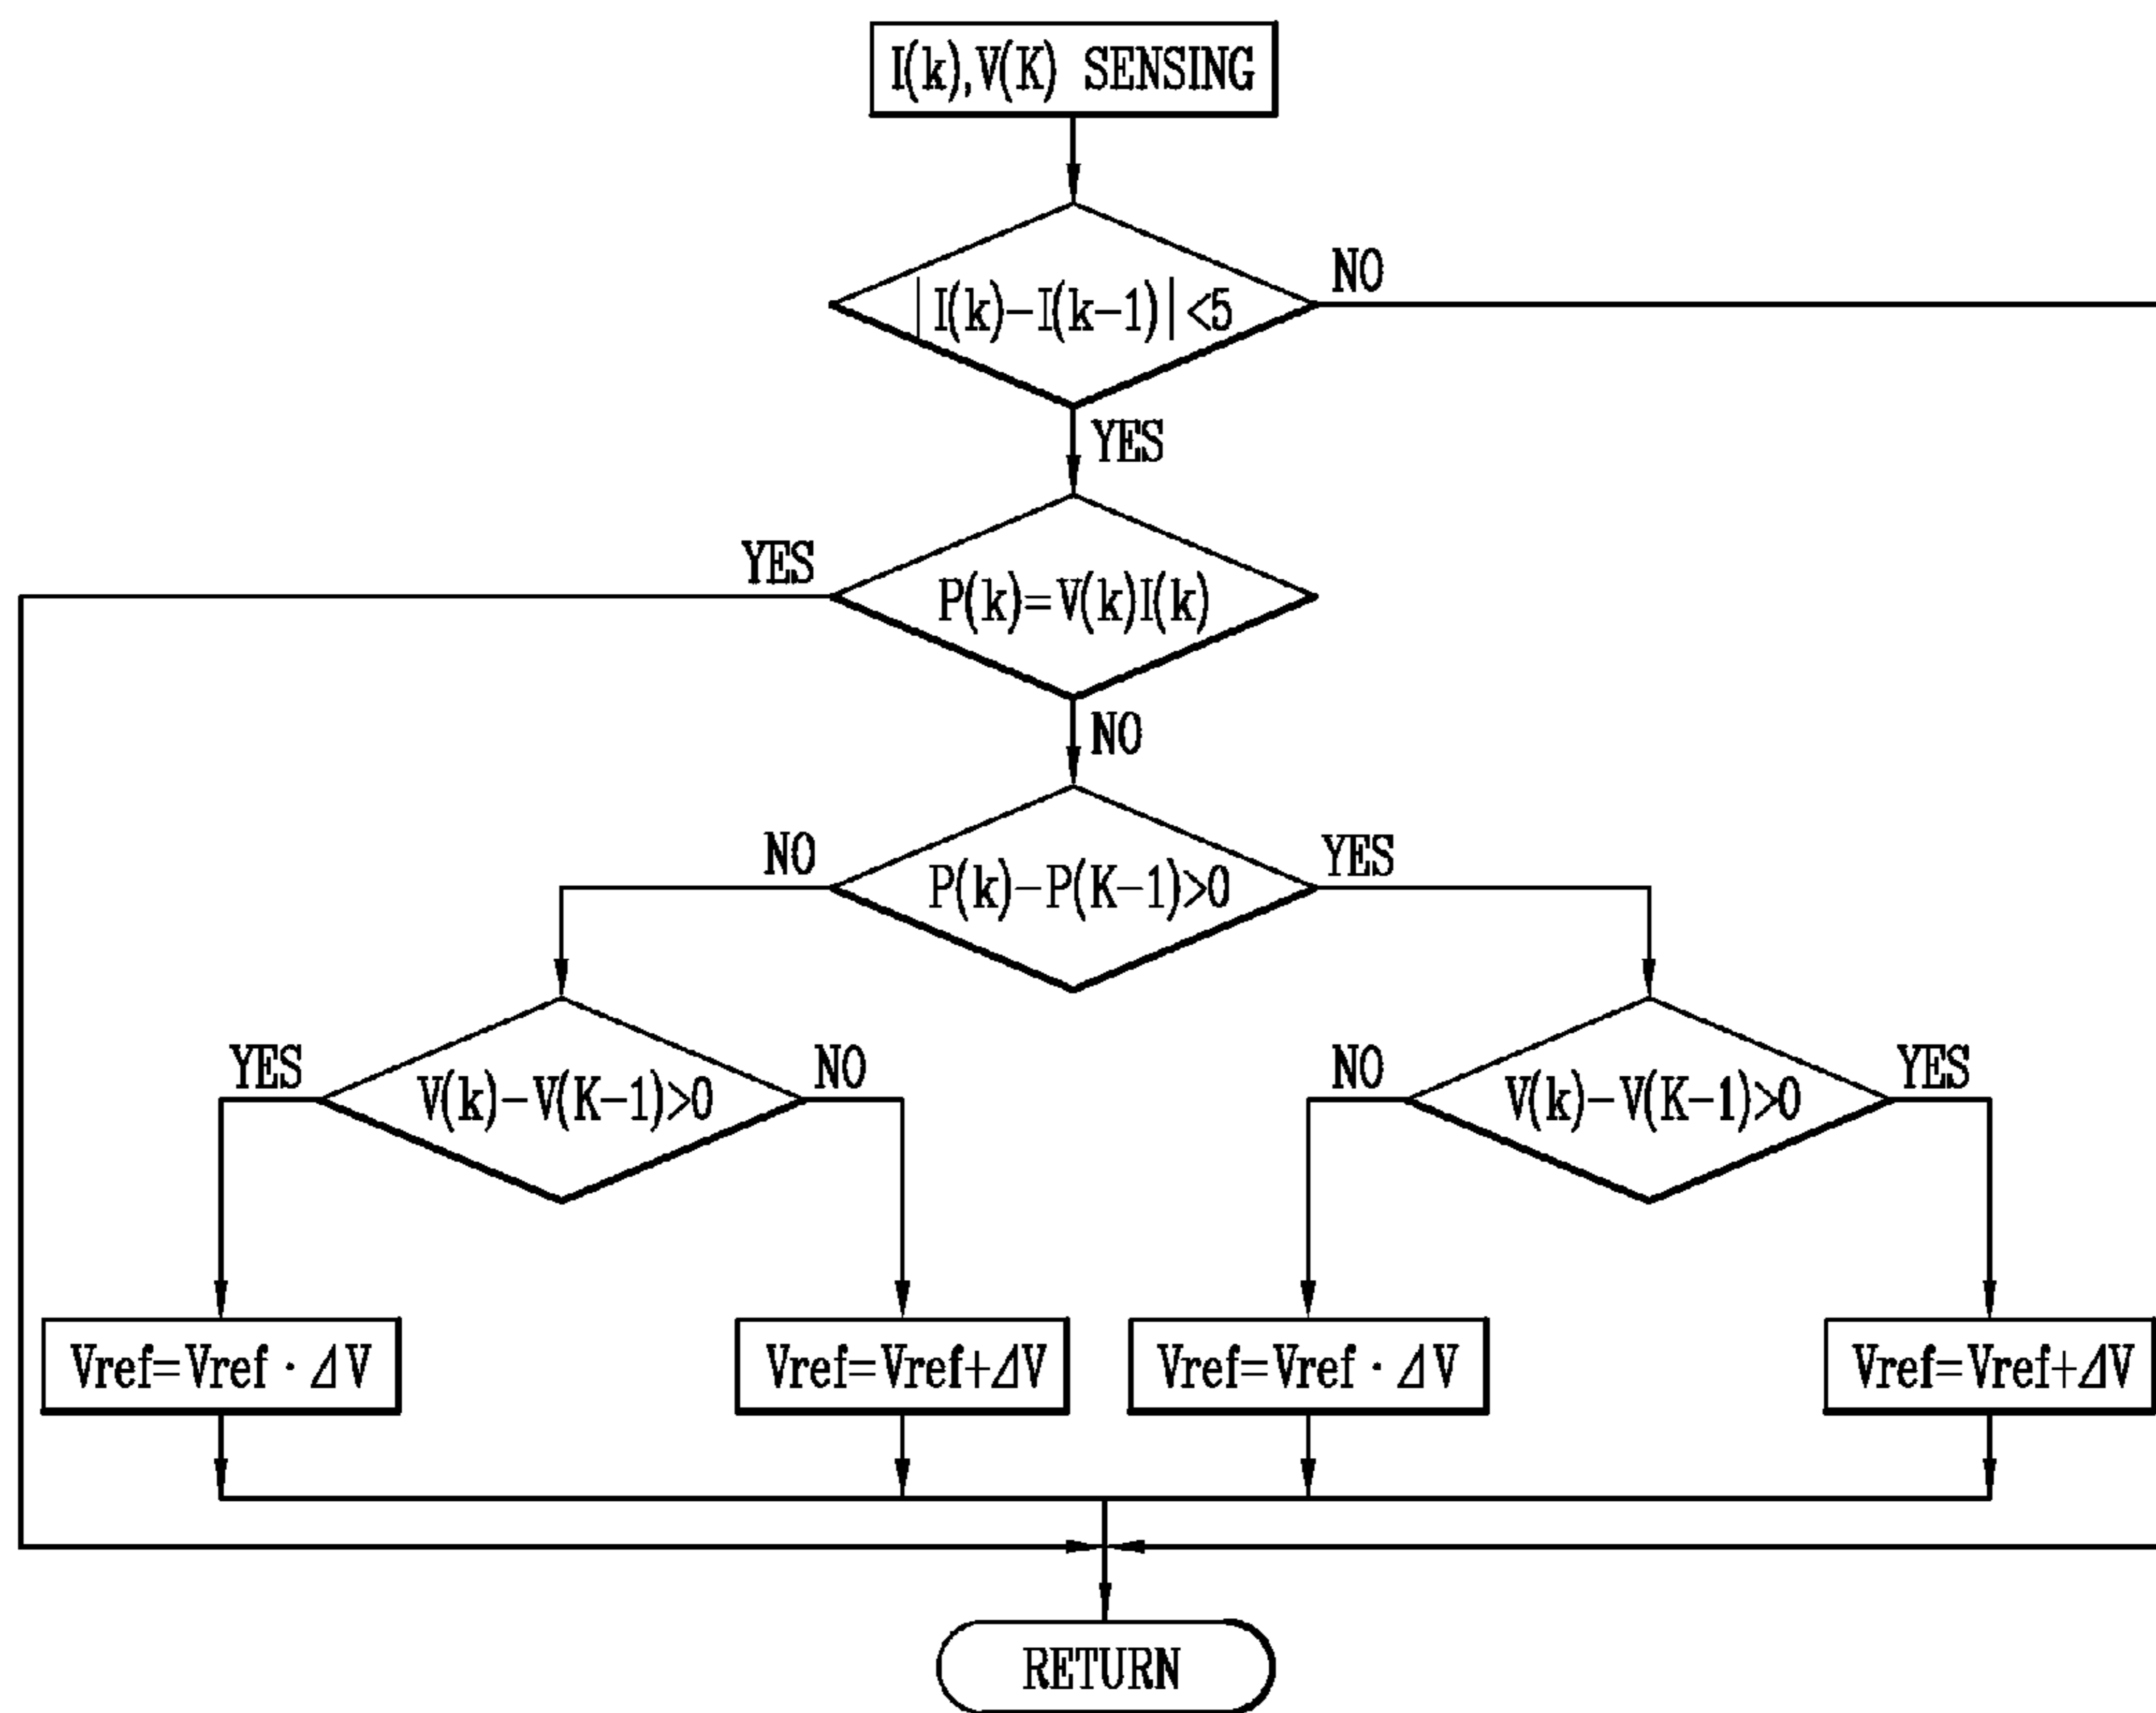 I(k),V(K) SENSING
NO
|I(k)-I(k-1)|<5
YES
YES
P(k)=V(k)I(k)
NO
NO
YES
P(k)-P(K-1)>0
YES
NO
NO
YES
V(k)-V(K-1)>0
V(k)-V(K-1)>0
Vref=Vref·ΔV
Vref=Vref+ΔV
Vref=Vref·ΔV
Vref=Vref+ΔV
RETURN